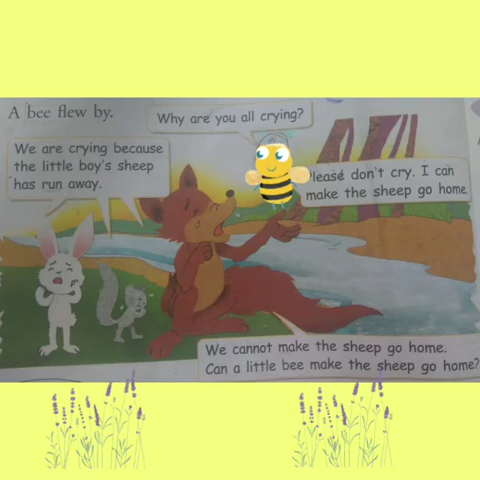 A bee flew by.
Why are you all crying?
We are crying because
the little boy's sheep
has run away.
lease don't cry. I can
make the sheep go home.
We cannot make the sheep go home.
Can a little bee make the sheep go home?